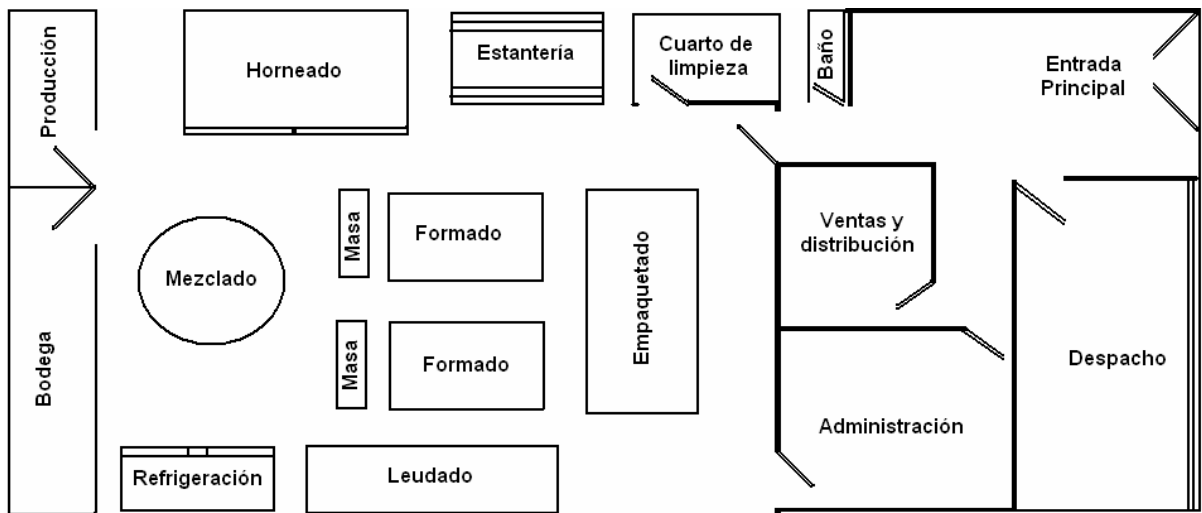 Producción
Horneado
Estantería
Cuarto de
limpieza
Baño
Entrada
Principal
Bodega
Mezclado
Masa
Formado
Masa
Formado
Empaquetado
Ventas y
distribución
Administración
Despacho
Refrigeración
Leudado